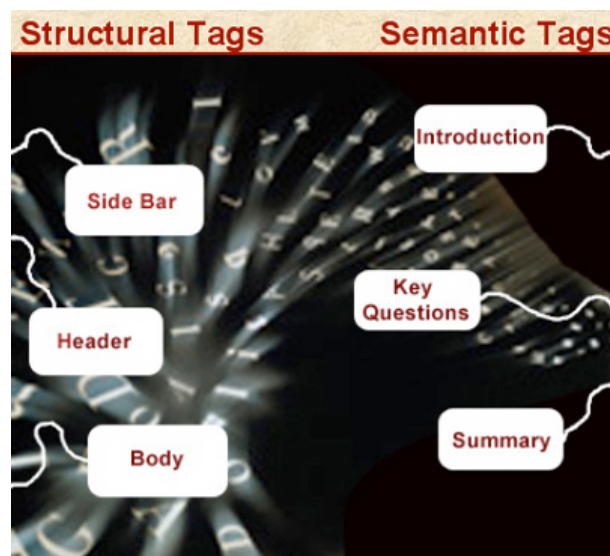 Structural Tags
Semantic Tags
Introduction
Side Bar
Key
Questions
Header
Summary
Body